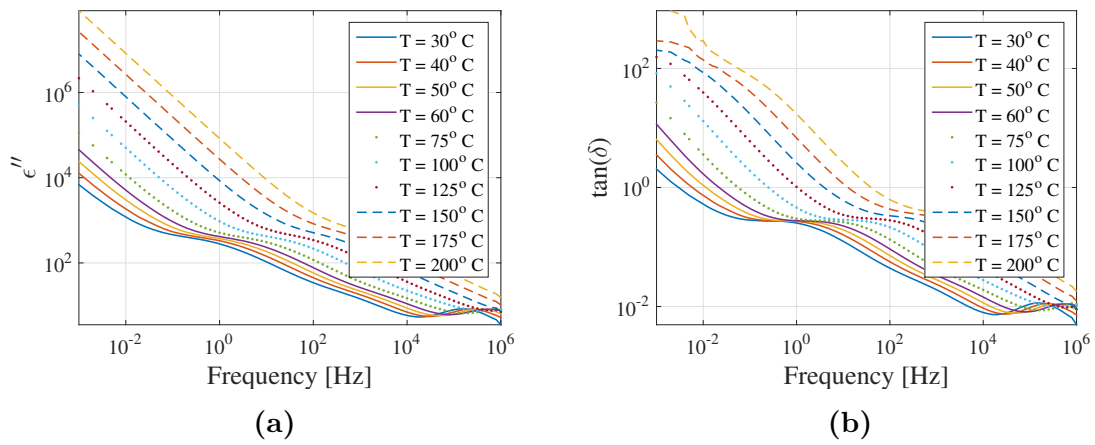 10^6
10^4
10^2
ϵ''
10^-2
10^0
10^2
10^4
10^6
Frequency [Hz]
T = 30° C
T = 40° C
T = 50° C
T = 60° C
T = 75° C
T = 100° C
T = 125° C
T = 150° C
T = 175° C
T = 200° C
(a)
10^2
10^0
10^-2
tan(δ)
10^-2
10^0
10^2
10^4
10^6
Frequency [Hz]
T = 30° C
T = 40° C
T = 50° C
T = 60° C
T = 75° C
T = 100° C
T = 125° C
T = 150° C
T = 175° C
T = 200° C
(b)